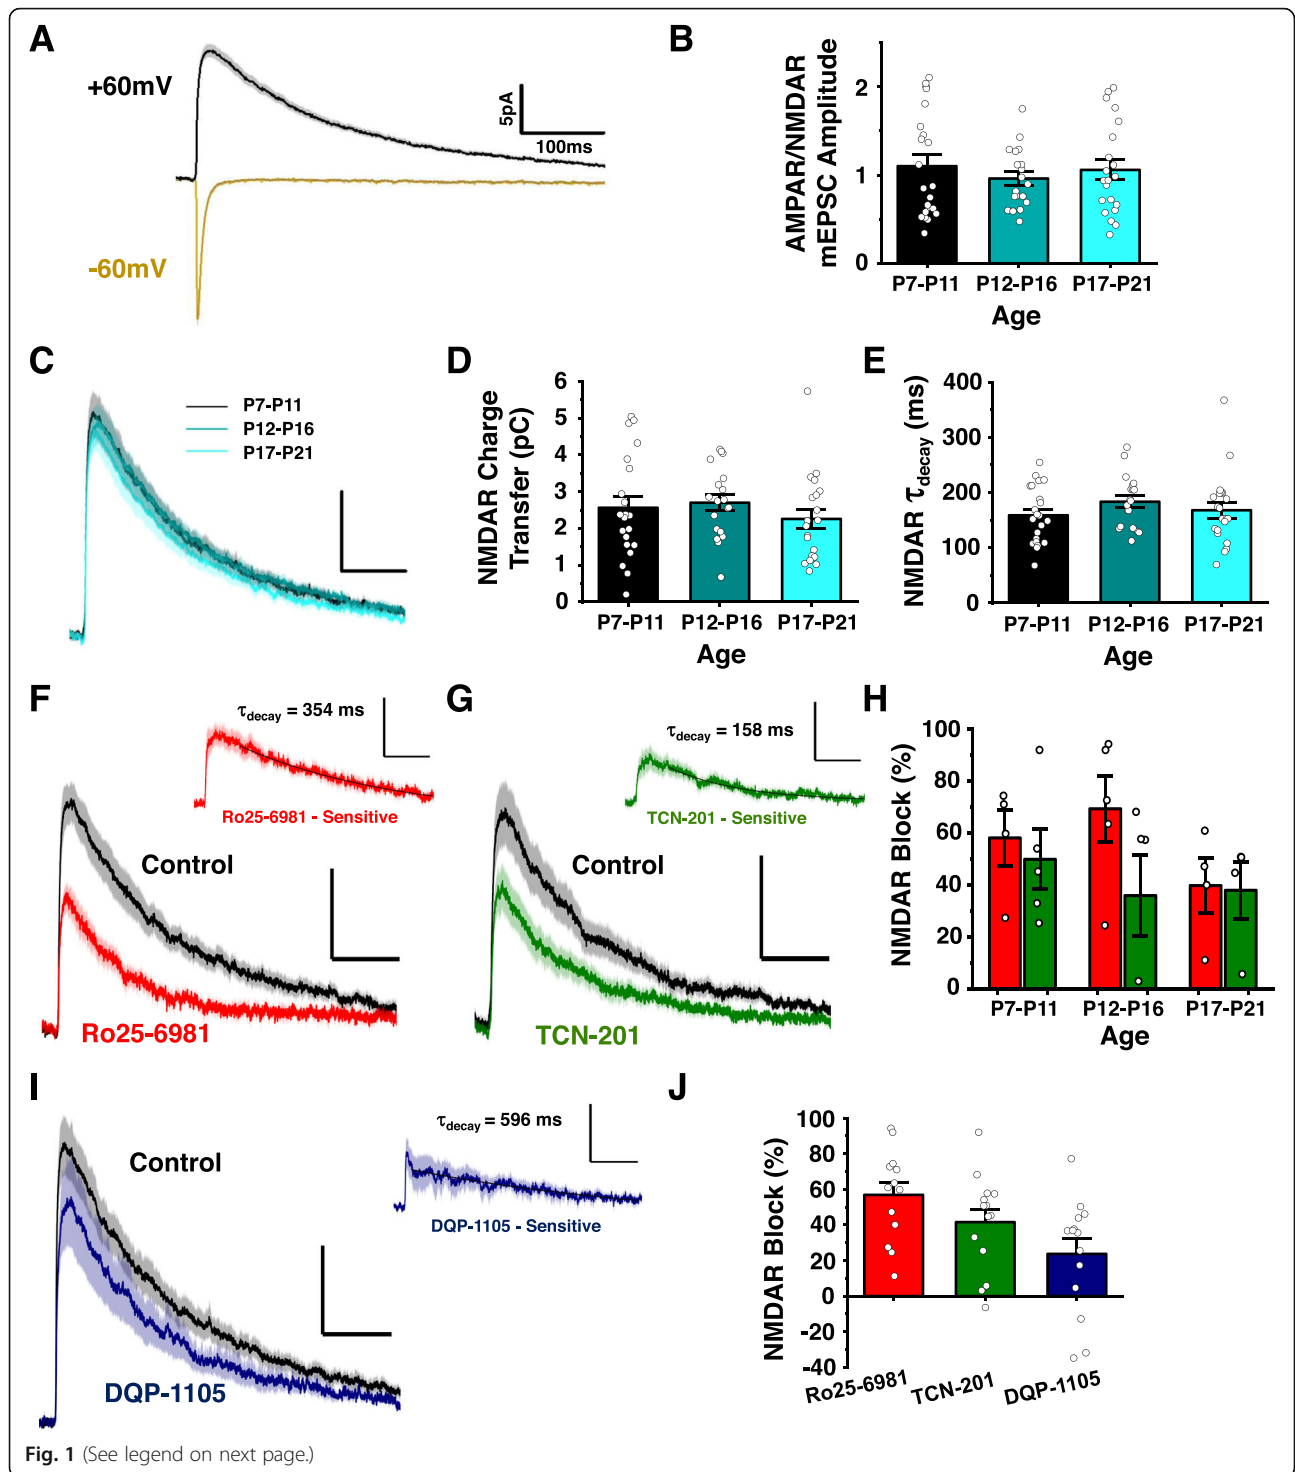 A
+60mV
-60mV
5pA
100ms
B
AMPAR/NMDAR
mEPSC Amplitude
2
1
0
P7-P11 P12-P16 P17-P21
Age
C
P7-P11
P12-P16
P17-P21
D
NMDAR Charge
Transfer (pC)
6
5
4
3
2
1
0
P7-P11 P12-P16 P17-P21
Age
E
NMDAR τdecay (ms)
400
300
200
100
0
P7-P11 P12-P16 P17-P21
Age
F
τdecay = 354 ms
Ro25-6981 - Sensitive
Control
Ro25-6981
G
τdecay = 158 ms
TCN-201 - Sensitive
Control
TCN-201
H
NMDAR Block (%)
100
80
60
40
20
0
P7-P11 P12-P16 P17-P21
Age
I
τdecay = 596 ms
DQP-1105 - Sensitive
Control
DQP-1105
J
NMDAR Block (%)
100
80
60
40
20
0
-20
-40
Ro25-6981 TCN-201 DQP-1105
Fig. 1 (See legend on next page.)